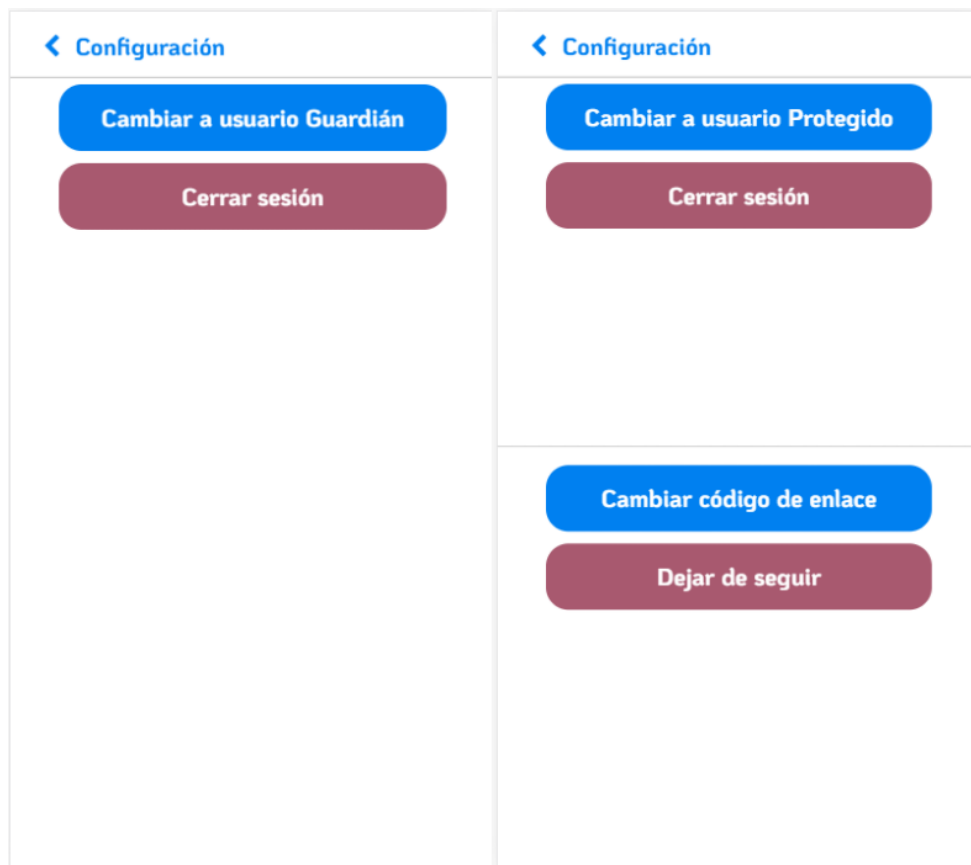 Configuración
Cambiar a usuario Guardián
Cerrar sesión
Configuración
Cambiar a usuario Protegido
Cerrar sesión
Cambiar código de enlace
Dejar de seguir